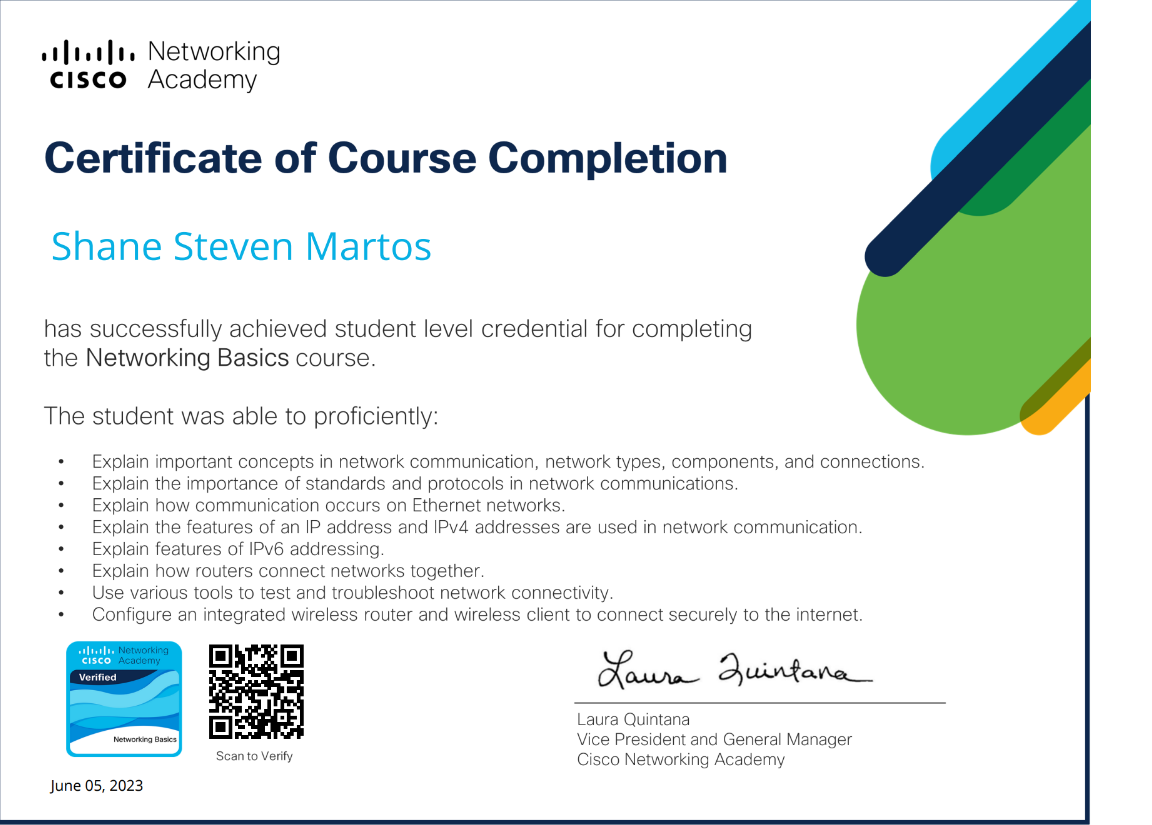 Networking
CISCO Academy
Certificate of Course Completion
Shane Steven Martos
has successfully achieved student level credential for completing
the Networking Basics course.
The student was able to proficiently:
• Explain important concepts in network communication, network types, components, and connections.
• Explain the importance of standards and protocols in network communications.
• Explain how communication occurs on Ethernet networks.
• Explain the features of an IP address and IPv4 addresses are used in network communication.
• Explain features of IPv6 addressing.
• Explain how routers connect networks together.
• Use various tools to test and troubleshoot network connectivity.
• Configure an integrated wireless router and wireless client to connect securely to the internet.
Networking
CISCO Academy
Verified
Networking Basics
Scan to Verify
Laura Quintana
Laura Quintana
Vice President and General Manager
Cisco Networking Academy
June 05, 2023